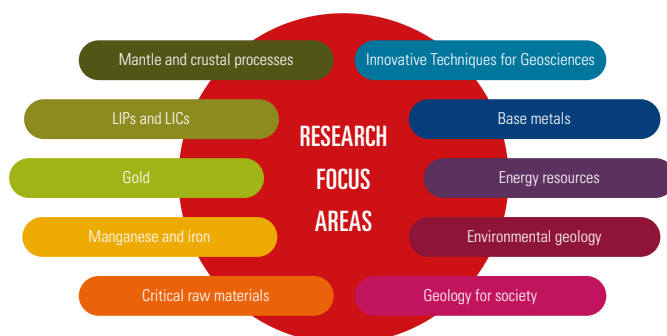 Mantle and crustal processes
Innovative Techniques for Geosciences
LIPs and LICs
Base metals
RESEARCH
FOCUS
AREAS
Gold
Energy resources
Manganese and iron
Environmental geology
Critical raw materials
Geology for society